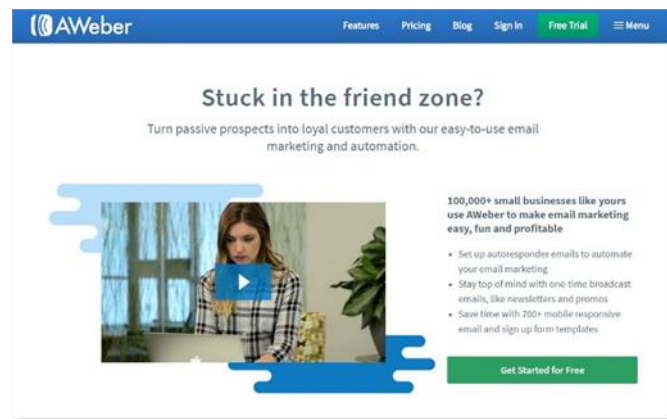 AWeber
Features Pricing Blog Sign In Free Trial Menu
Stuck in the friend zone?
Turn passive prospects into loyal customers with our easy-to-use email
marketing and automation.
100,000+ small businesses like yours
use AWeber to make email marketing
easy, fun and profitable
• Set up autoresponder emails to automate
your email marketing
• Stay top of mind with one-time broadcast
emails, like newsletters and promos
• Save time with 700+ mobile responsive
email and sign up form templates
Get Started for Free